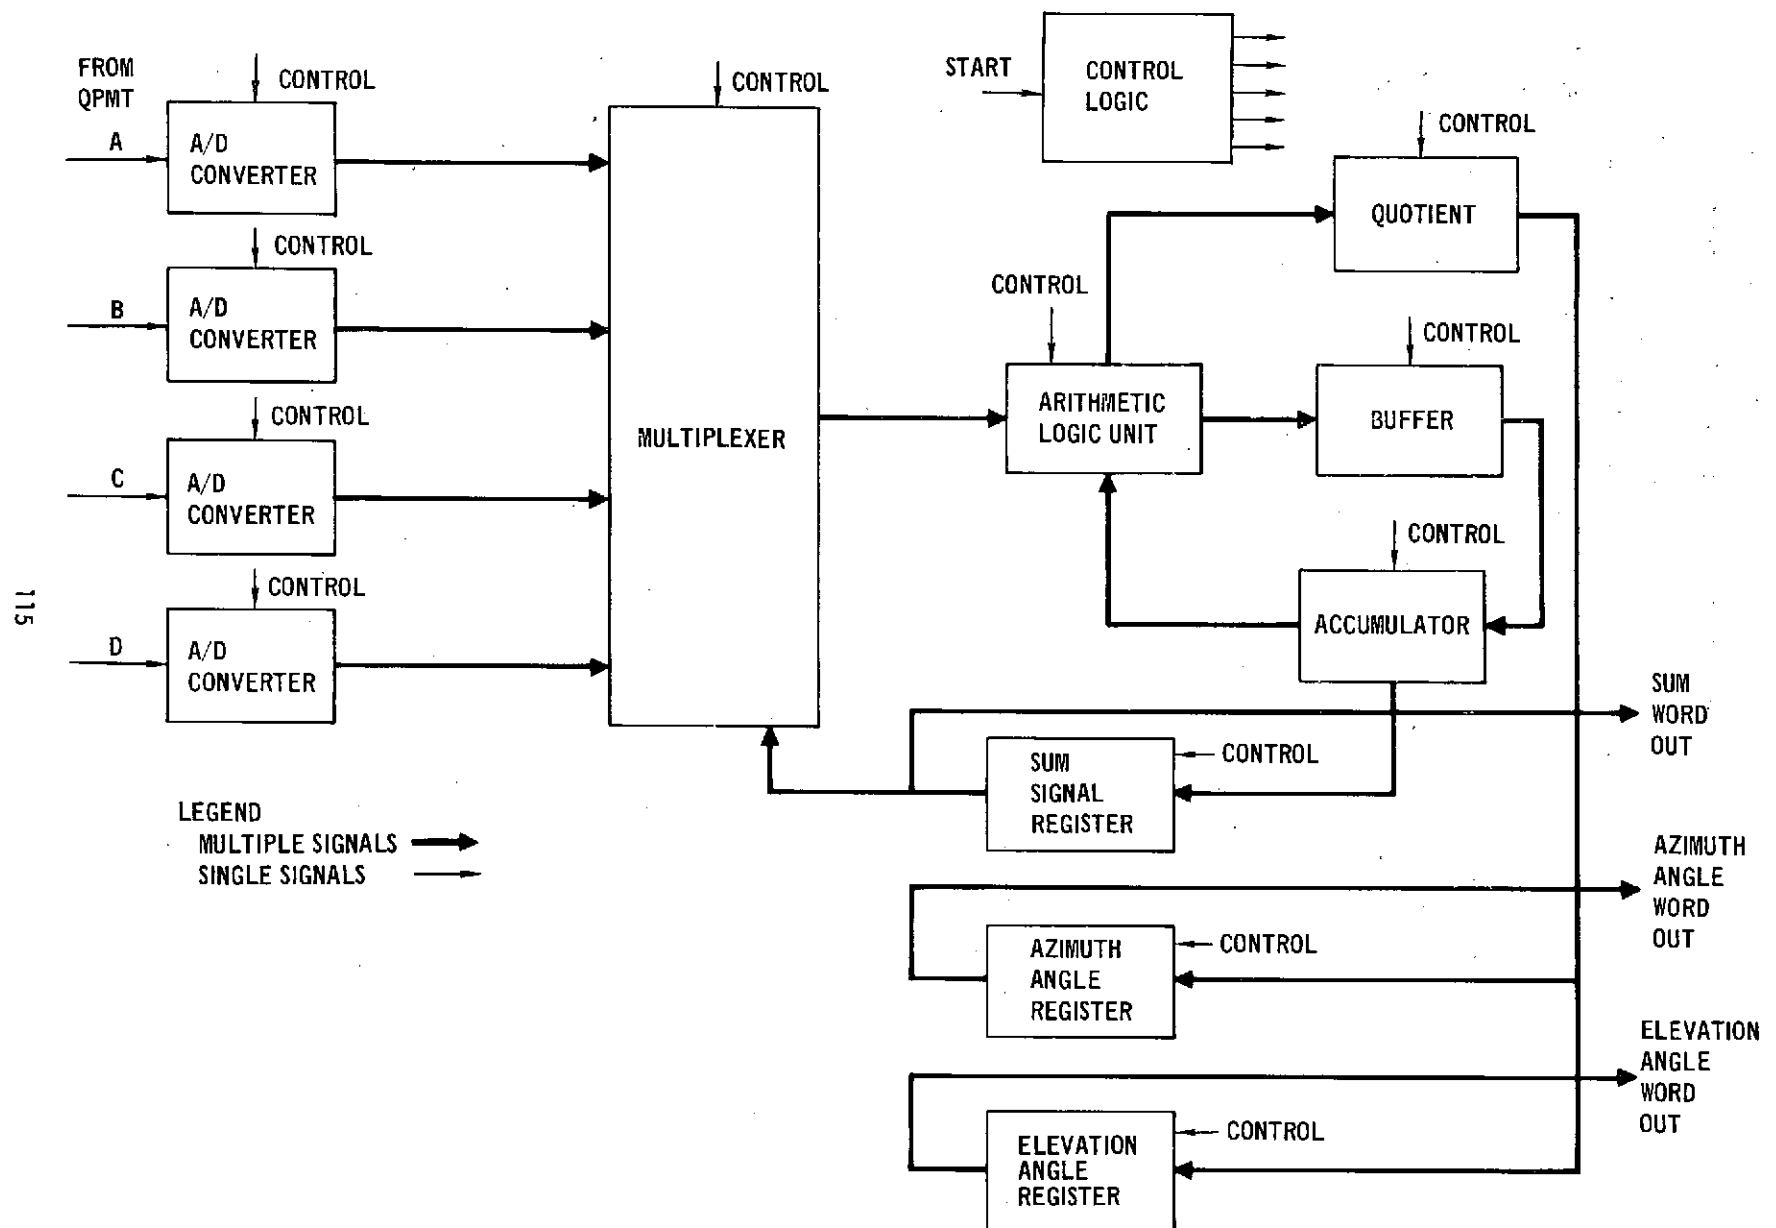 FROM
QPMT
A
CONTROL
A/D
CONVERTER
B
CONTROL
A/D
CONVERTER
C
CONTROL
A/D
CONVERTER
D
CONTROL
A/D
CONVERTER
CONTROL
MULTIPLEXER
START
CONTROL
LOGIC
CONTROL
QUOTIENT
CONTROL
ARITHMETIC
LOGIC UNIT
CONTROL
BUFFER
CONTROL
ACCUMULATOR
SUM
WORD
OUT
CONTROL
SUM
SIGNAL
REGISTER
AZIMUTH
ANGLE
WORD
OUT
CONTROL
AZIMUTH
ANGLE
REGISTER
ELEVATION
ANGLE
WORD
OUT
CONTROL
ELEVATION
ANGLE
REGISTER
LEGEND
MULTIPLE SIGNALS
SINGLE SIGNALS
115